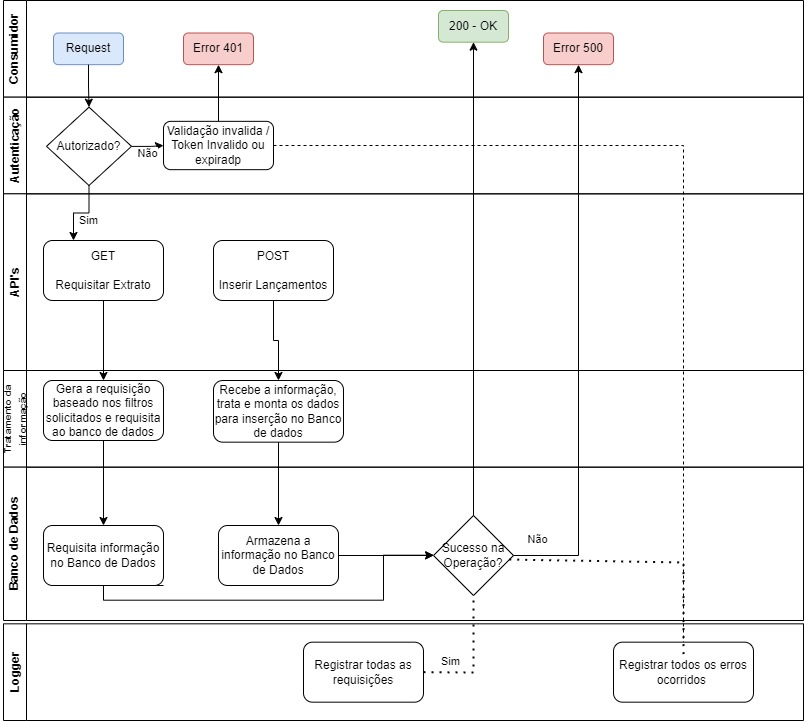 Consumidor
Request
Error 401
200 - OK
Error 500
Autenticação
Autorizado?
Não
Validação invalida /
Token Invalido ou
expiradp
Sim
API's
GET
Requisitar Extrato
POST
Inserir Lançamentos
Tratamento da
informação
Gera a requisição
baseado nos filtros
solicitados e requisita
ao banco de dados
Recebe a informação,
trata e monta os dados
para inserção no Banco
de dados
Banco de Dados
Requisita informação
no Banco de Dados
Armazena a
informação no Banco
de Dados
Sucesso na
Operação?
Não
Logger
Registrar todas as
requisições
Sim
Registrar todos os erros
ocorridos